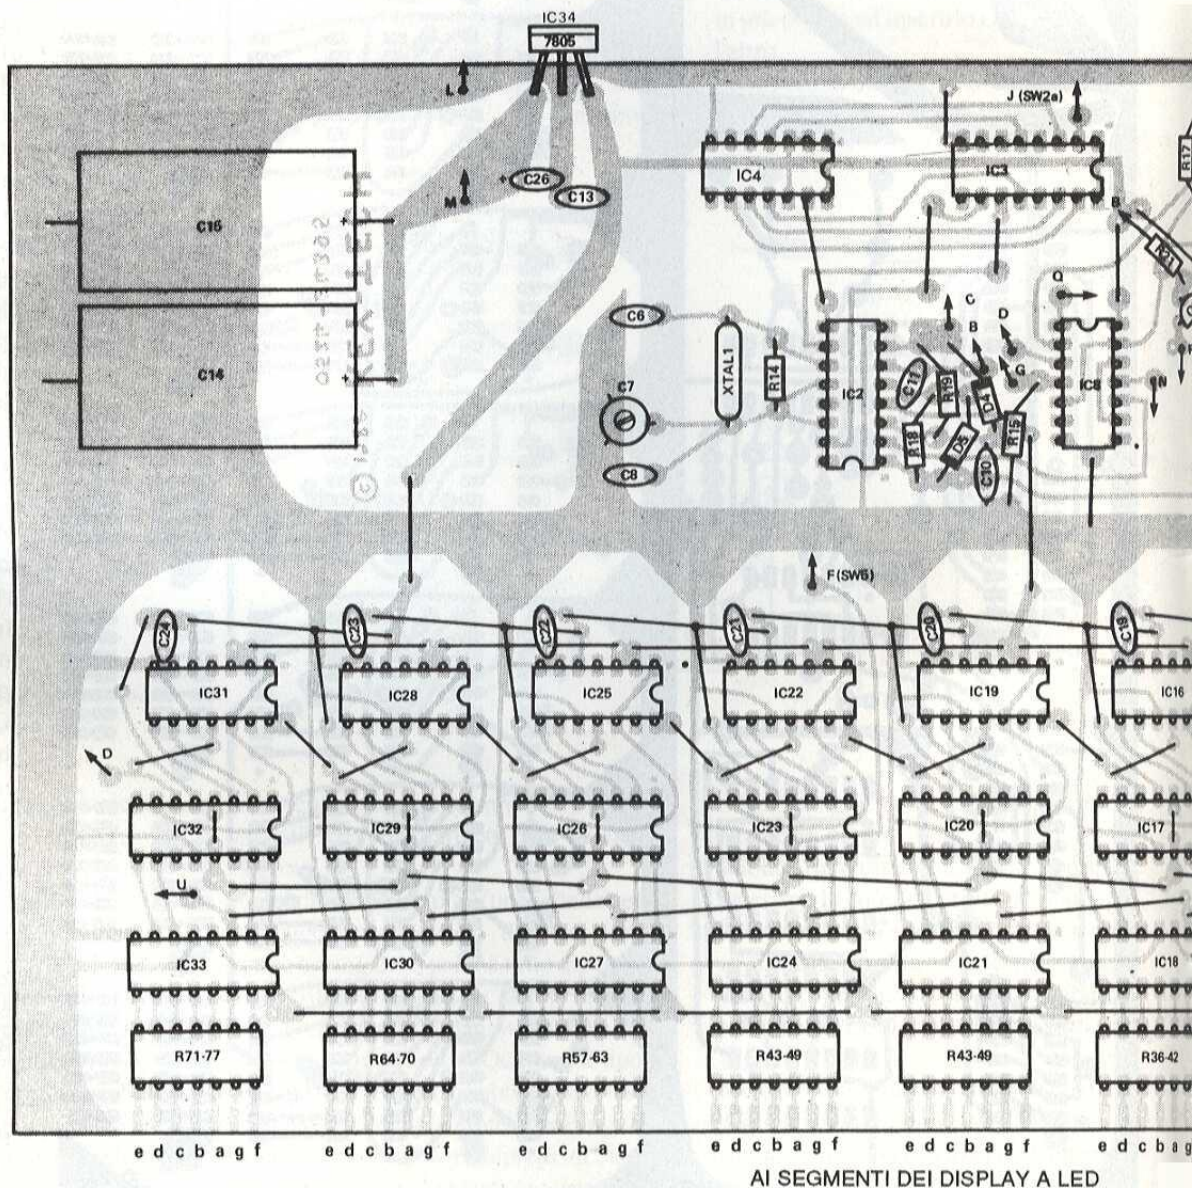 IC34
7805
L
J (SW2a)
R17
IC4
IC3
+ C26
C13
M
C15
+
B
R21
Q
C
D
C6
B
XTAL1
R14
G
C14
+
C7
IC2
C11
R19
D4
IC8
N
R18
D5
R15
C8
C10
F (SW5)
C24
C23
C22
C21
C20
C19
IC31
IC28
IC25
IC22
IC19
IC16
D
IC32
IC29
IC26
IC23
IC20
IC17
U
IC33
IC30
IC27
IC24
IC21
IC18
R71-77
R64-70
R57-63
R43-49
R43-49
R36-42
e d c b a g f
e d c b a g f
e d c b a g f
e d c b a g f
e d c b a g f
e d c b a g
AI SEGMENTI DEI DISPLAY A LED